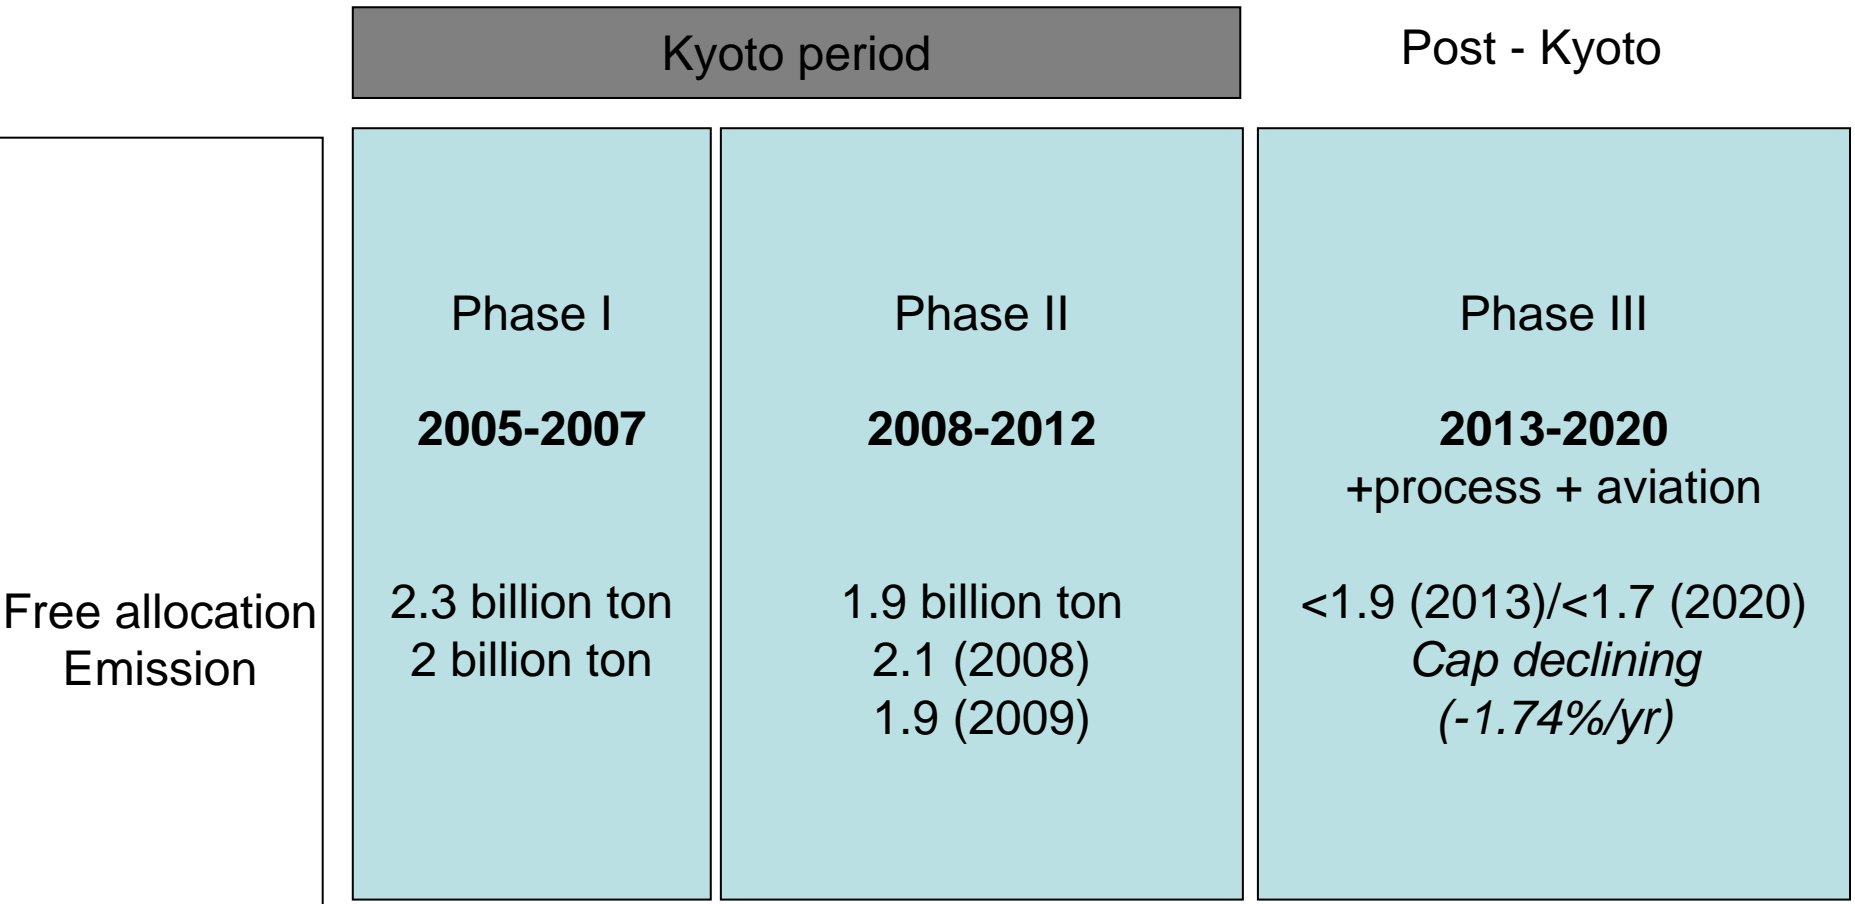 Kyoto period
Post - Kyoto
Phase I
2005-2007
2.3 billion ton
2 billion ton
Phase II
2008-2012
1.9 billion ton
2.1 (2008)
1.9 (2009)
Phase III
2013-2020
+process + aviation
<1.9 (2013)/<1.7 (2020)
Cap declining
(-1.74%/yr)
Free allocation
Emission